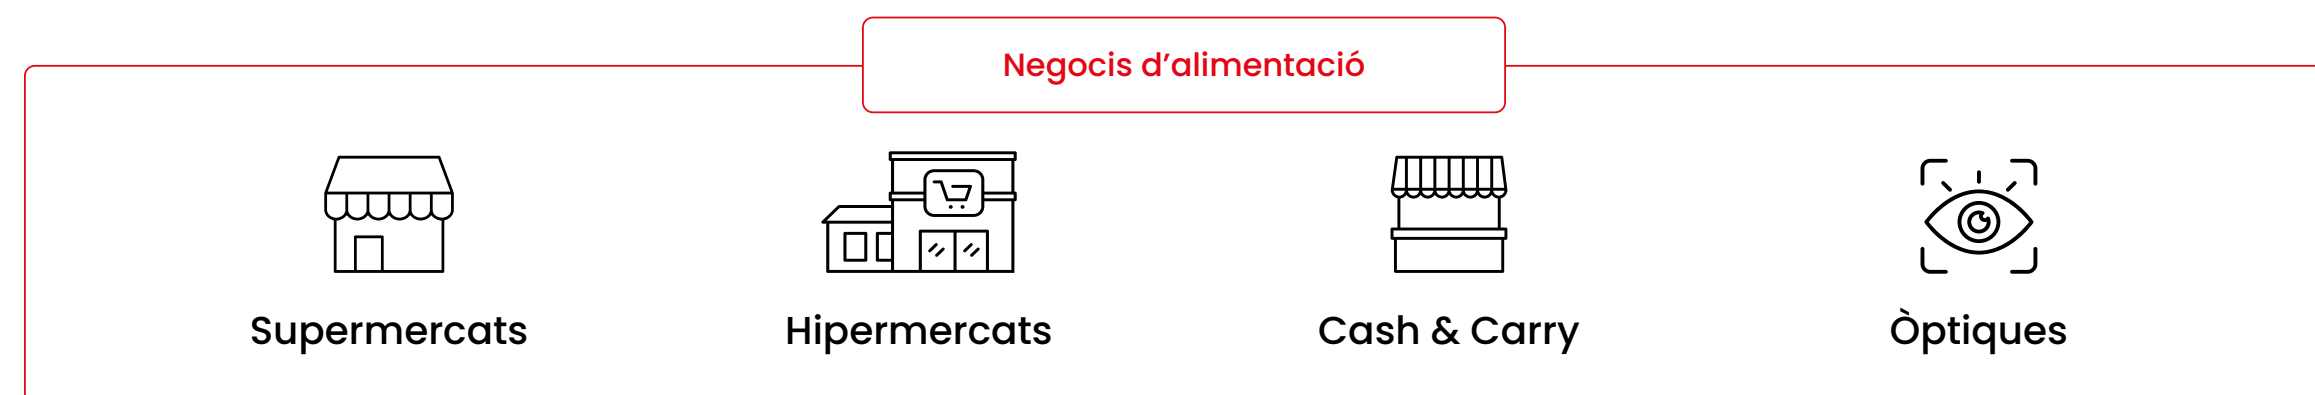 Negocis d’alimentació
Supermercats
Hipermercats
Cash & Carry
Òptiques